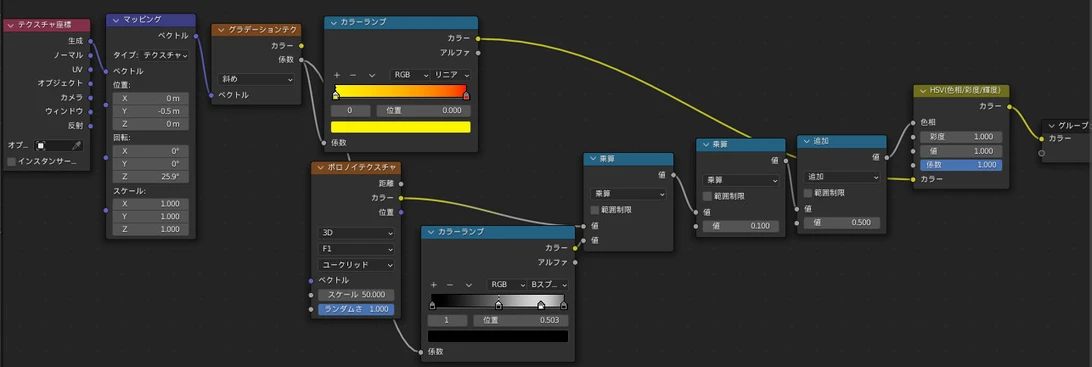 テクスチャ座標
生成
ノーマル
UV
オブジェクト
カメラ
ウィンドウ
反射
オブ...
インスタンサー...
マッピング
ベクトル
タイプ: テクスチャ
ベクトル
位置:
X 0 m
Y -0.5 m
Z 0 m
回転:
X 0°
Y 0°
Z 25.9°
スケール:
X 1.000
Y 1.000
Z 1.000
グラデーションテク
カラー
係数
斜め
ベクトル
カラーランプ
カラー
アルファ
RGB リニア
0 位置 0.000
係数
ボロノイテクスチャ
距離
カラー
位置
3D
F1
ユークリッド
ベクトル
スケール 50.000
ランダムさ 1.000
カラーランプ
カラー
アルファ
RGB Bスプ...
1 位置 0.503
係数
乗算
値
乗算
範囲制限
値
値
乗算
値
乗算
範囲制限
値
値 0.100
追加
値
追加
範囲制限
値
値 0.500
HSV(色相/彩度/輝度)
カラー
色相
彩度 1.000
値 1.000
係数 1.000
カラー
グループ
カラー